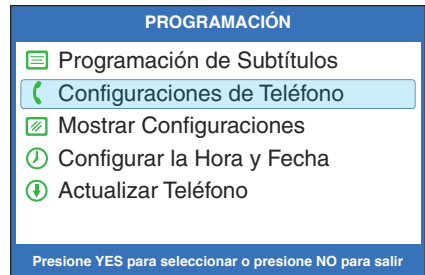 PROGRAMACIÓN
Programación de Subtítulos
Configuraciones de Teléfono
Mostrar Configuraciones
Configurar la Hora y Fecha
Actualizar Teléfono
Presione YES para seleccionar o presione NO para salir